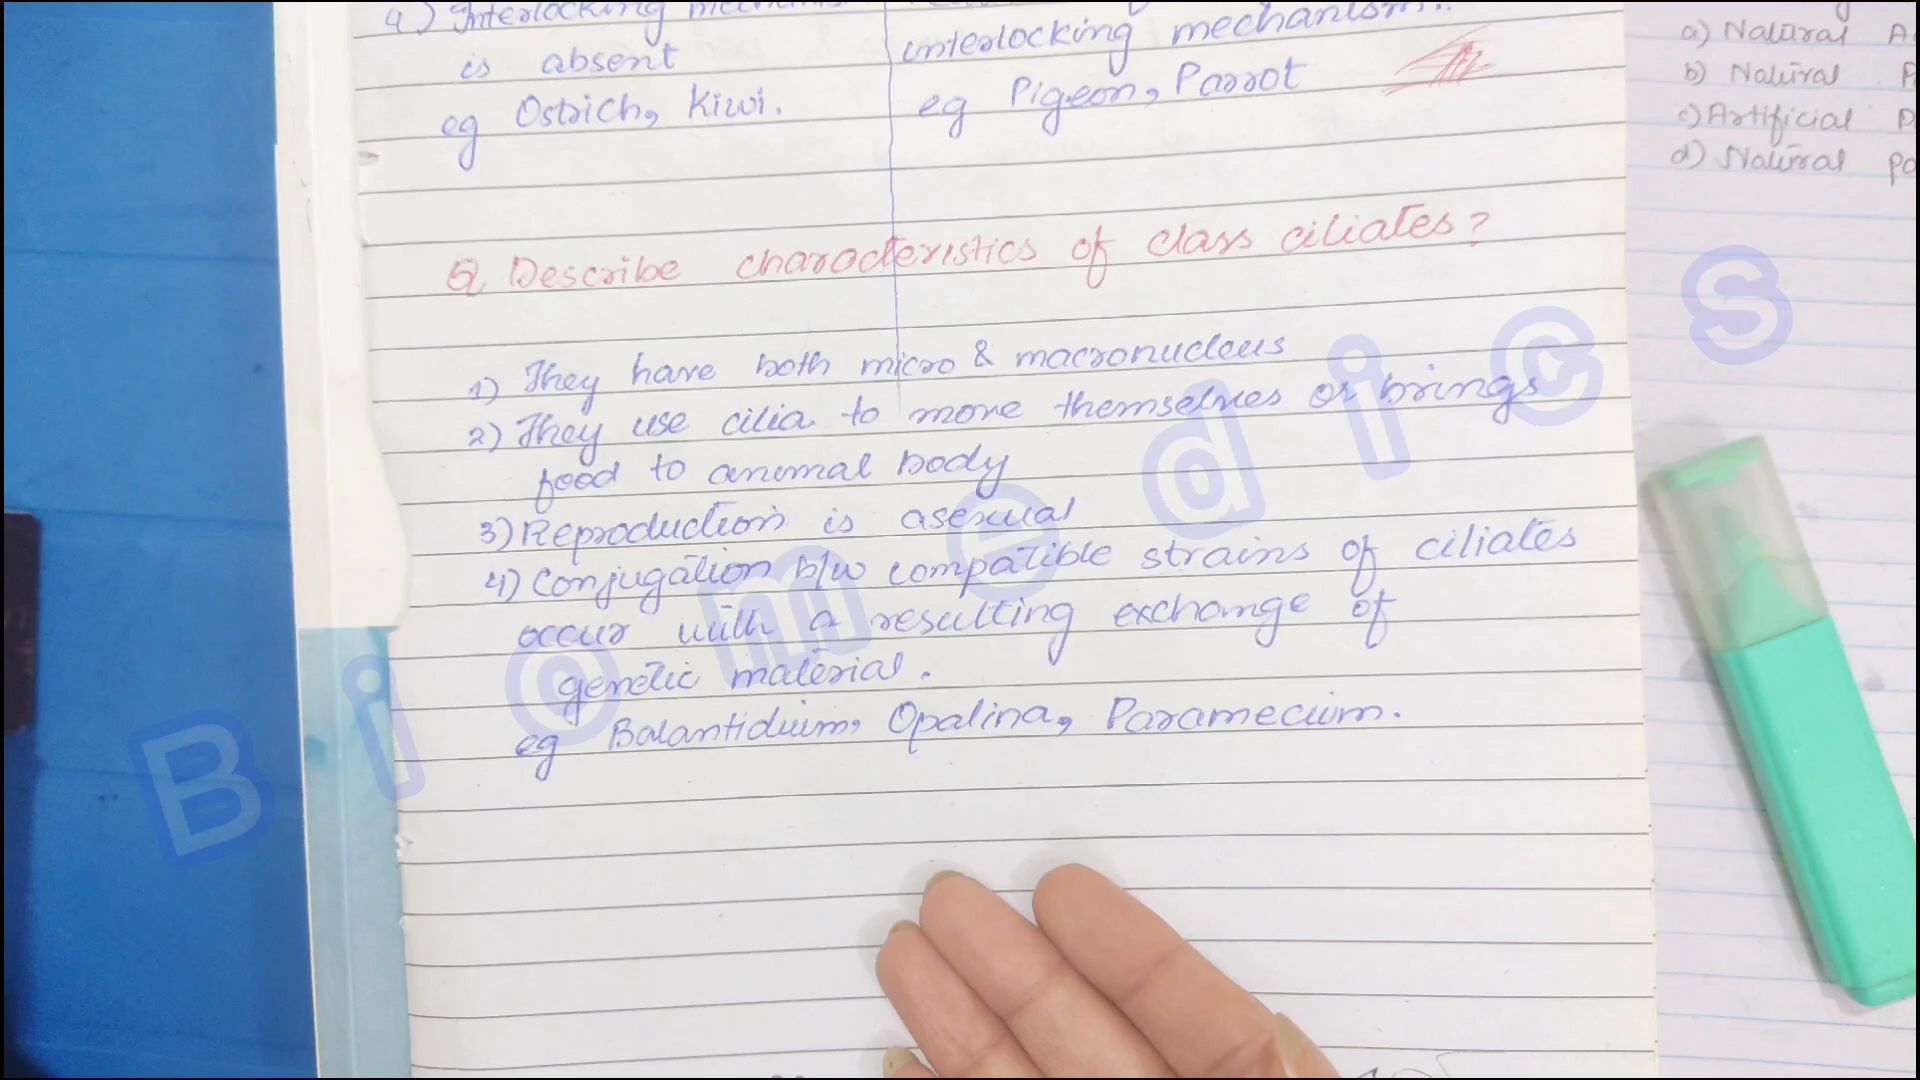 4) Interlocking
is absent
eg Ostrich, Kiwi.
interlocking mechanism.
eg Pigeon, Parrot
Q Describe characteristics of class ciliates?
1) They have both micro & macronucleus
2) They use cilia to move themselves or brings
food to animal body
3) Reproduction is asexual
4) Conjugation b/w compatible strains of ciliates
occur with a resulting exchange of
genetic material.
eg Balantidium, Opalina, Paramecium.
a) Natural
b) Natural
c) Artificial
d) Natural
Biomedics